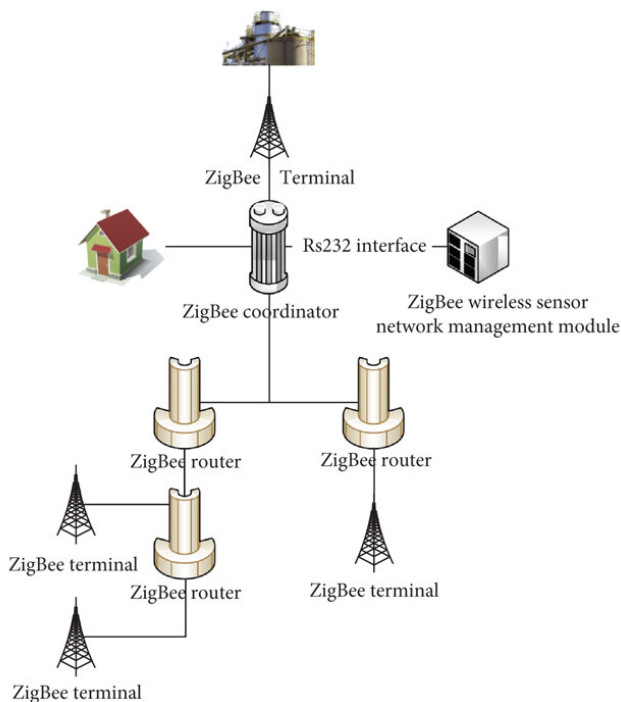 ZigBee Terminal
Rs232 interface
ZigBee coordinator
ZigBee wireless sensor
network management module
ZigBee router
ZigBee router
ZigBee terminal
ZigBee router
ZigBee terminal
ZigBee terminal